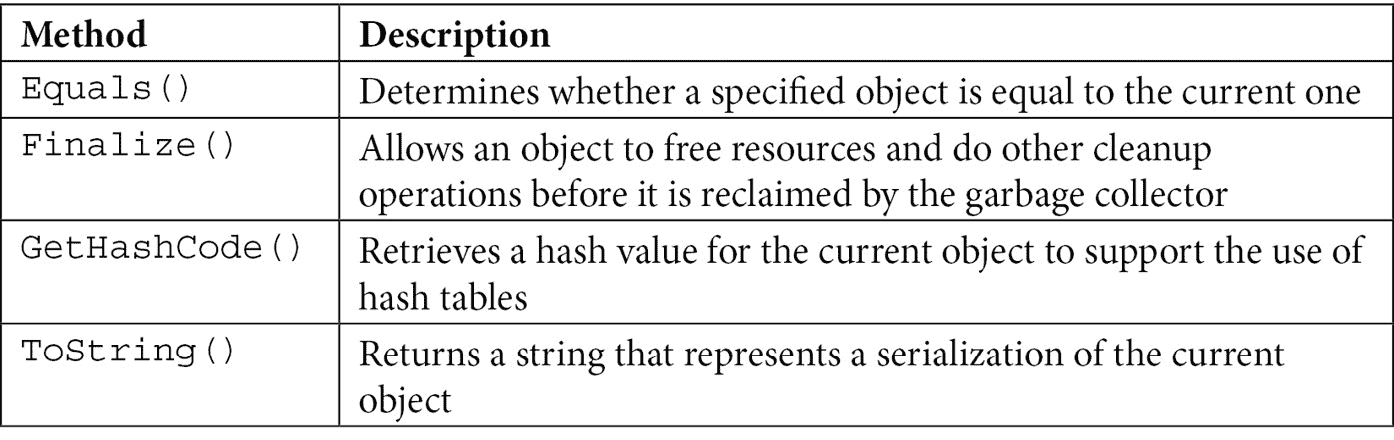 Method Description
Equals() Determines whether a specified object is equal to the current one
Finalize() Allows an object to free resources and do other cleanup
operations before it is reclaimed by the garbage collector
GetHashCode() Retrieves a hash value for the current object to support the use of
hash tables
ToString() Returns a string that represents a serialization of the current
object